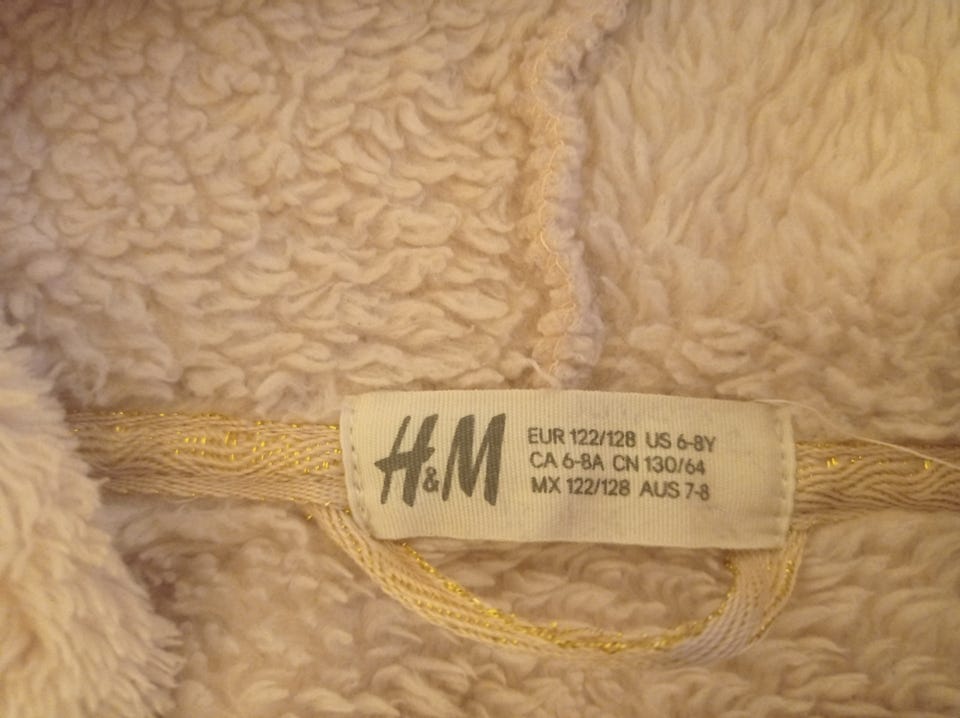 H&M
EUR 122/128 US 6-8Y
CA 6-8A CN 130/64
MX 122/128 AUS 7-8